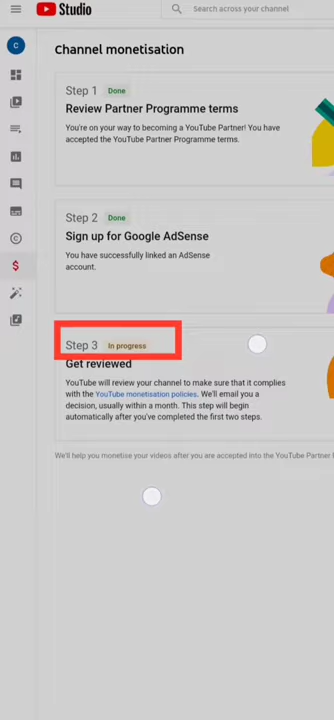 Studio
Search across your channel
C
Channel monetisation
Step 1 Done
Review Partner Programme terms
You're on your way to becoming a YouTube Partner! You have
accepted the YouTube Partner Programme terms.
Step 2 Done
Sign up for Google AdSense
You have successfully linked an AdSense
account.
Step 3 In progress
Get reviewed
YouTube will review your channel to make sure that it complies
with the YouTube monetisation policies. We'll email you a
decision, usually within a month. This step will begin
automatically after you've completed the first two steps.
We'll help you monetise your videos after you are accepted into the YouTube Partner